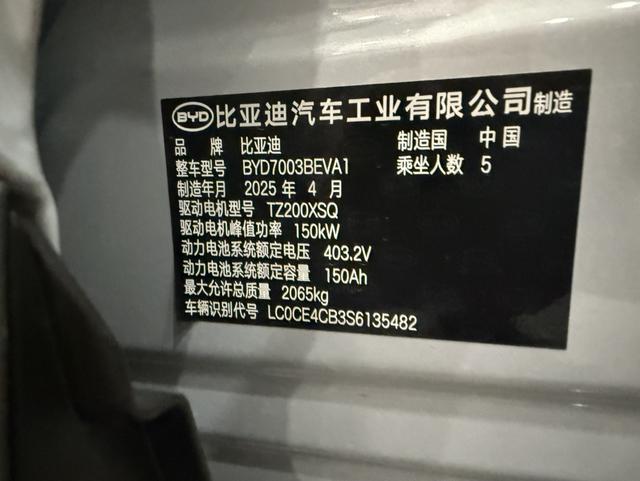 BYD 比亚迪汽车工业有限公司制造
品牌 比亚迪 制造国 中国
整车型号 BYD7003BEVA1 乘坐人数 5
制造年月 2025 年 4 月
驱动电机型号 TZ200XSQ
驱动电机峰值功率 150kW
动力电池系统额定电压 403.2V
动力电池系统额定容量 150Ah
最大允许总质量 2065kg
车辆识别代号 LC0CE4CB3S6135482